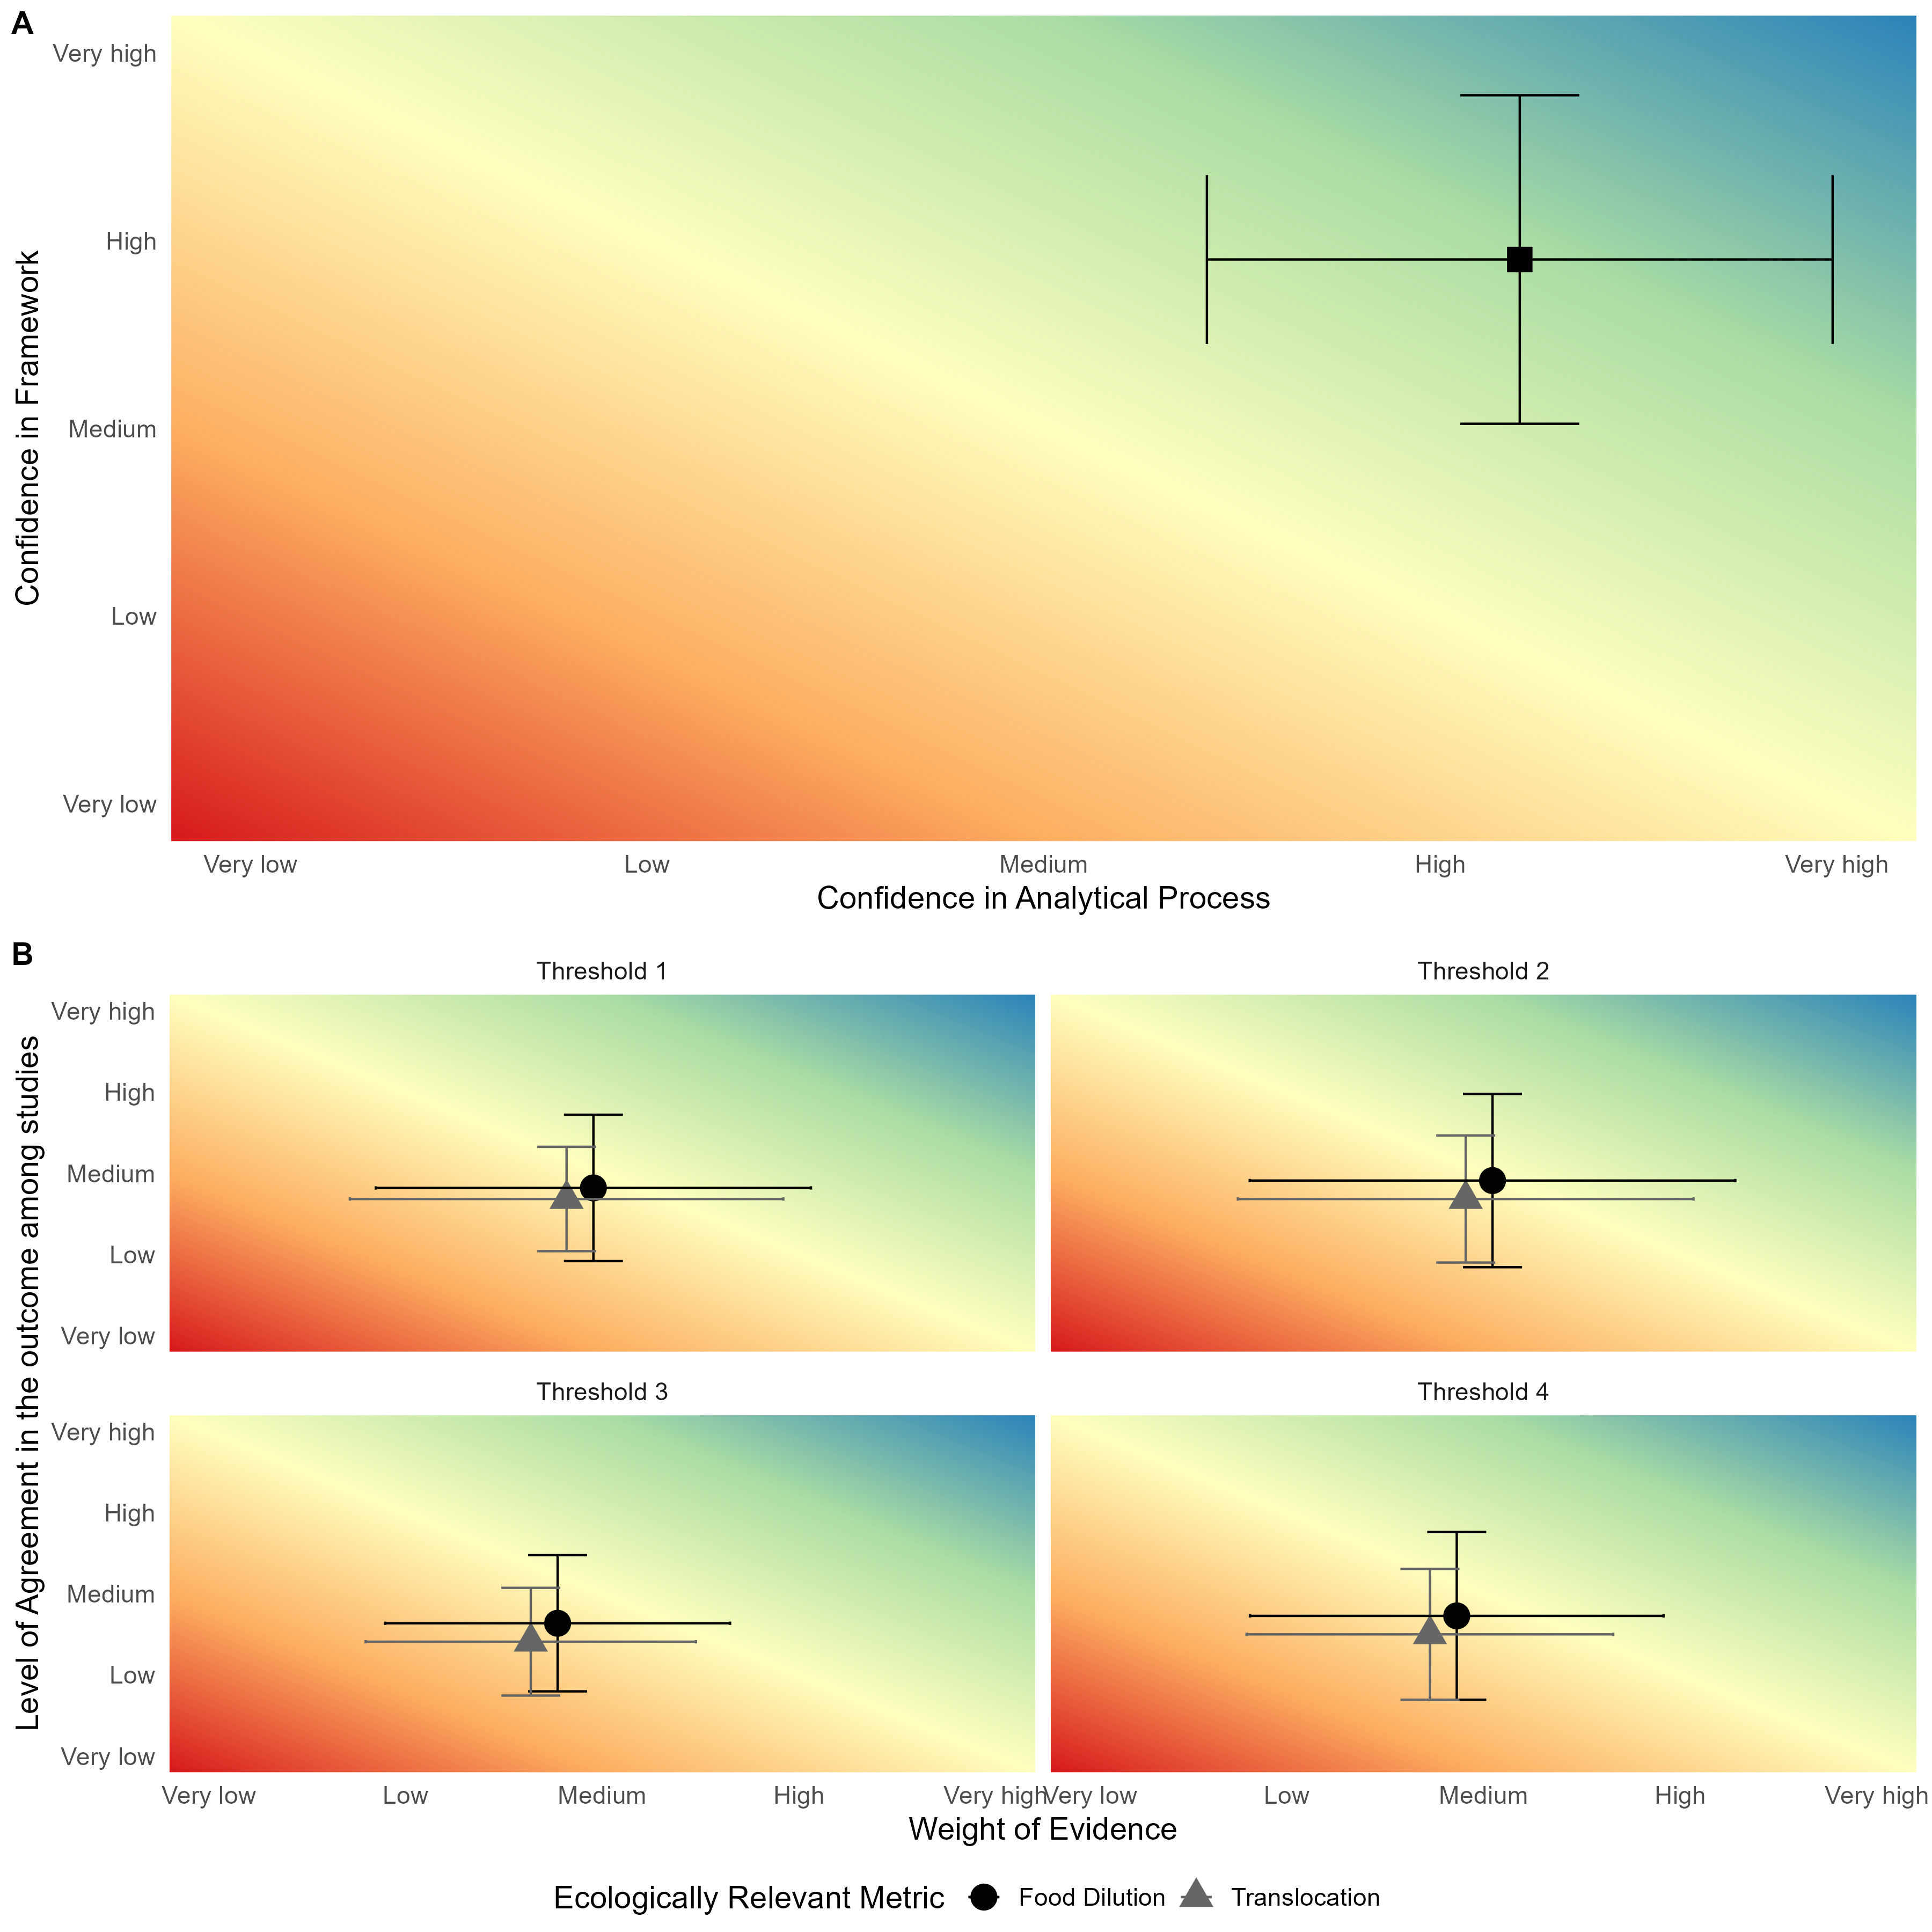 A
Very high
High
Medium
Low
Very low
Confidence in Framework
Very low Low Medium High Very high
Confidence in Analytical Process
B
Threshold 1 Threshold 2
Very high
High
Medium
Low
Very low
Level of Agreement in the outcome among studies
Threshold 3 Threshold 4
Very high
High
Medium
Low
Very low
Very low Low Medium High Very high Very low Low Medium High Very high
Weight of Evidence
Ecologically Relevant Metric Food Dilution Translocation